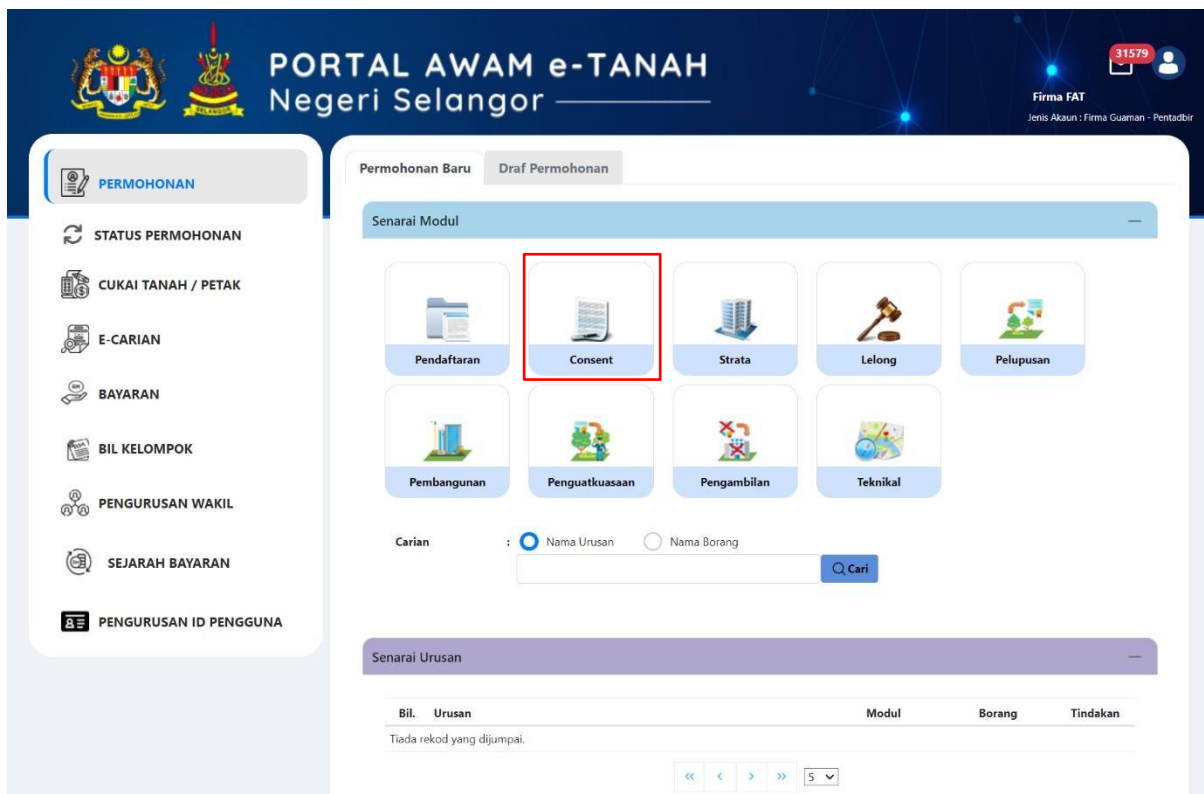 PORTAL AWAM e-TANAH
Negeri Selangor
SELANGOR
31579
Firma FAT
Jenis Akaun : Firma Guaman - Pentadbir
PERMOHONAN
STATUS PERMOHONAN
CUKAI TANAH / PETAK
E-CARIAN
BAYARAN
BIL KELOMPOK
PENGURUSAN WAKIL
SEJARAH BAYARAN
PENGURUSAN ID PENGGUNA
Permohonan Baru Draf Permohonan
Senarai Modul
Pendaftaran Consent Strata Lelong Pelupusan
Pembangunan Penguatkuasaan Pengambilan Teknikal
Carian : Nama Urusan Nama Borang
Cari
Senarai Urusan
Bil. Urusan Modul Borang Tindakan
Tiada rekod yang dijumpai.
« ‹ › » 5